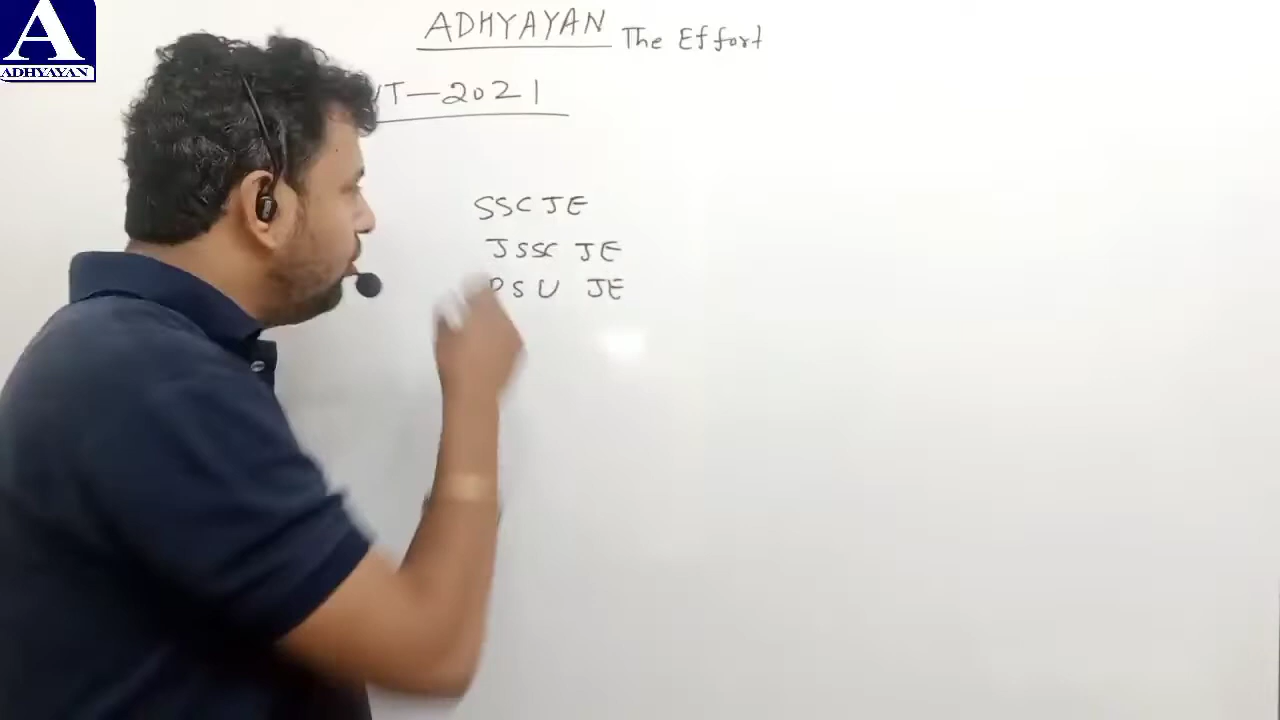 A
ADHYAYAN
ADHYAYAN The Effort
T-2021
SSC JE
JSSC JE
PSU JE